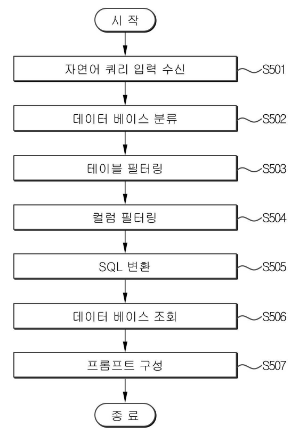 시 작
자연어 쿼리 입력 수신
S501
데이터 베이스 분류
S502
테이블 필터링
S503
컬럼 필터링
S504
SQL 변환
S505
데이터 베이스 조회
S506
프롬프트 구성
S507
종 료